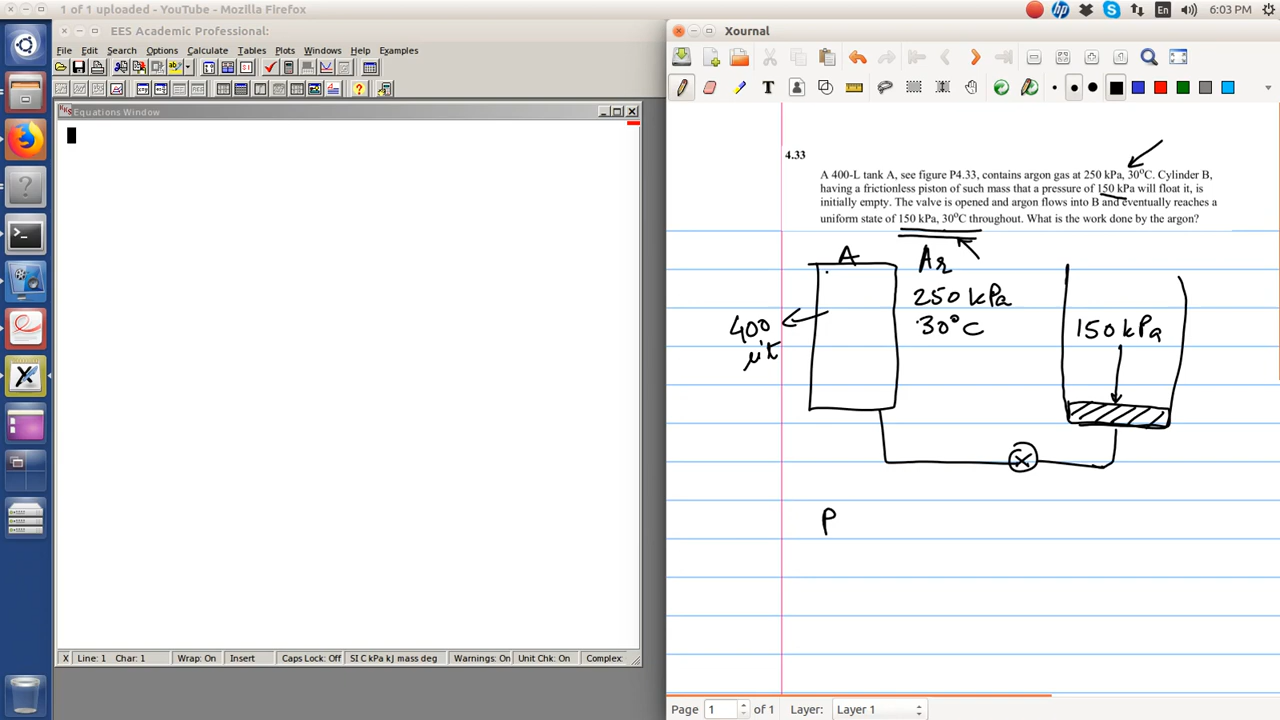 1 of 1 uploaded - YouTube - Mozilla Firefox
En
6:03 PM
EES Academic Professional:
File Edit Search Options Calculate Tables Plots Windows Help Examples
Equations Window
X Line: 1 Char: 1 Wrap: On Insert Caps Lock: Off SI C kPa kJ mass deg Warnings: On Unit Chk: On Complex:
Xournal
4.33
A 400-L tank A, see figure P4.33, contains argon gas at 250 kPa, 30°C. Cylinder B,
having a frictionless piston of such mass that a pressure of 150 kPa will float it, is
initially empty. The valve is opened and argon flows into B and eventually reaches a
uniform state of 150 kPa, 30°C throughout. What is the work done by the argon?
A
Ar
250 kPa
30°C
400
lit
150 kPa
P
Page 1 of 1 Layer: Layer 1